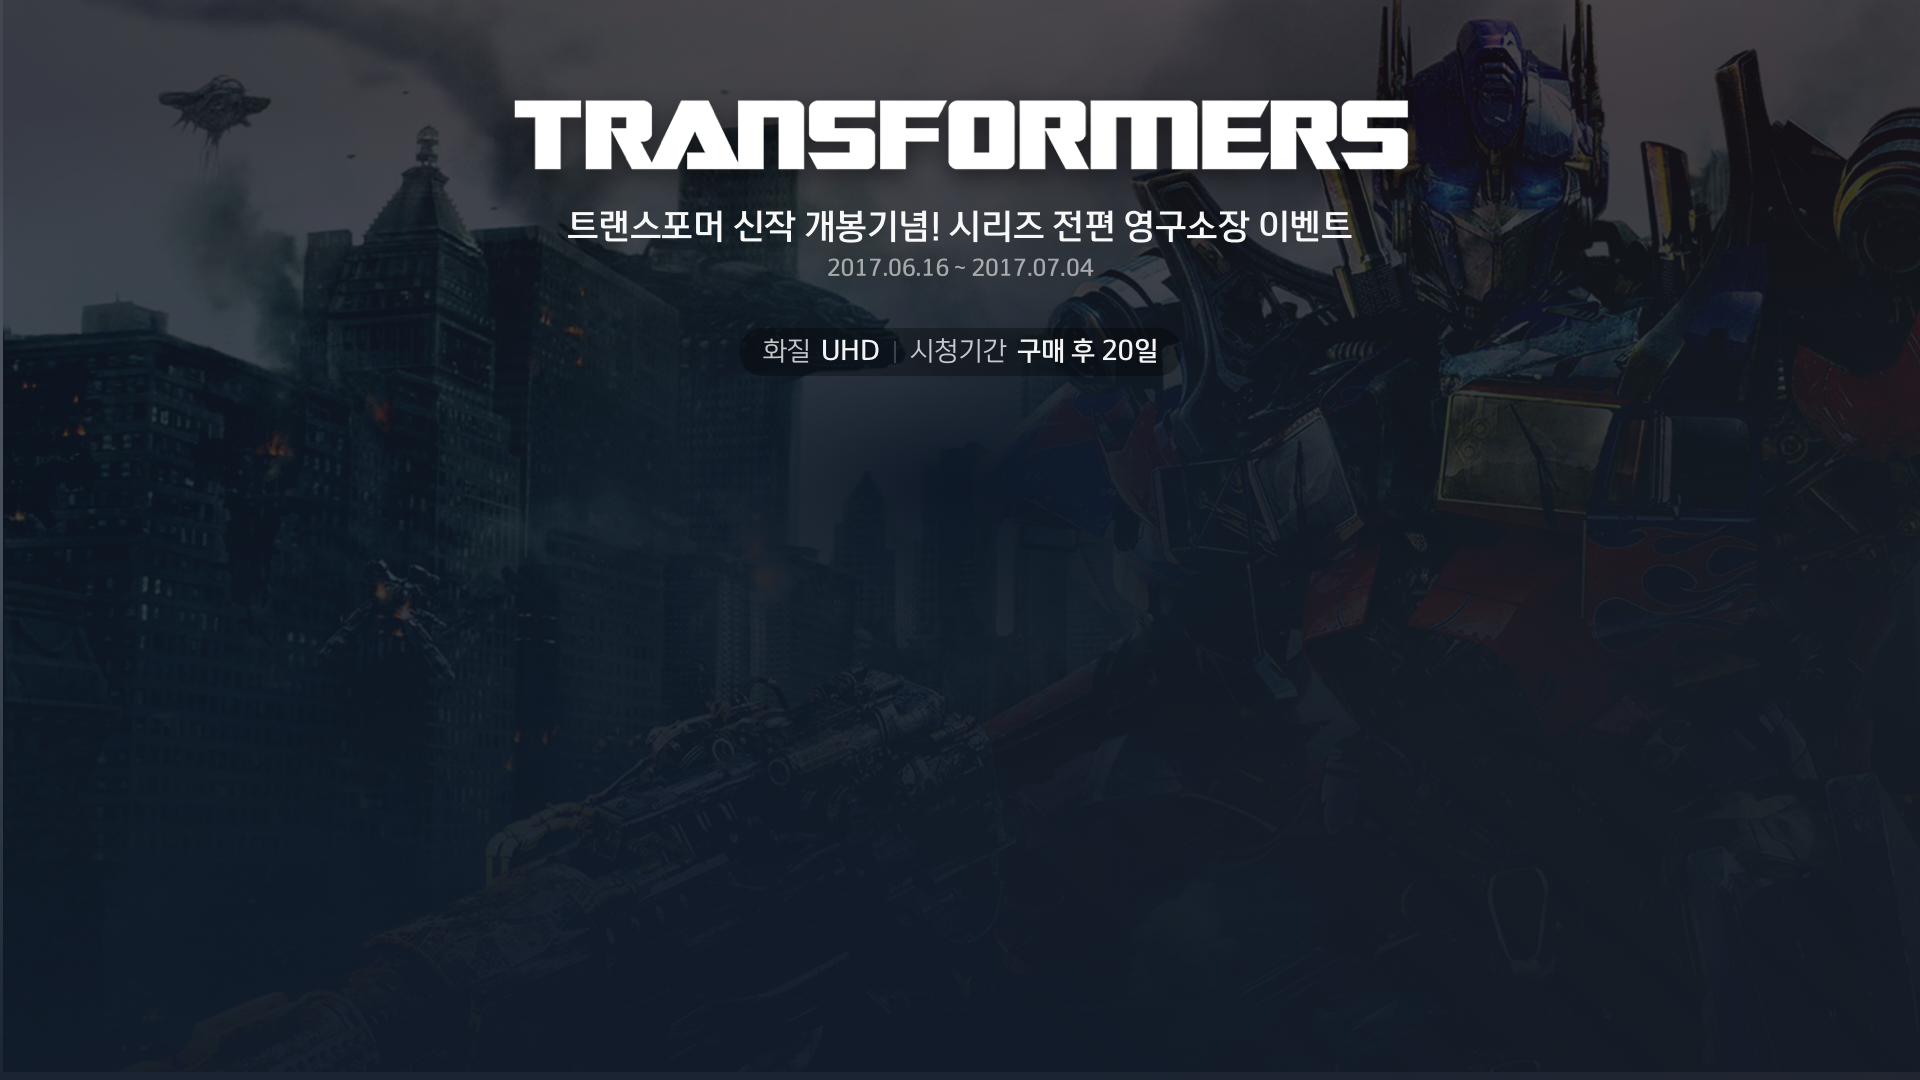 TRANSFORMERS
트랜스포머 신작 개봉기념! 시리즈 전편 영구소장 이벤트
2017.06.16 ~ 2017.07.04
화질 UHD | 시청기간 구매 후 20일